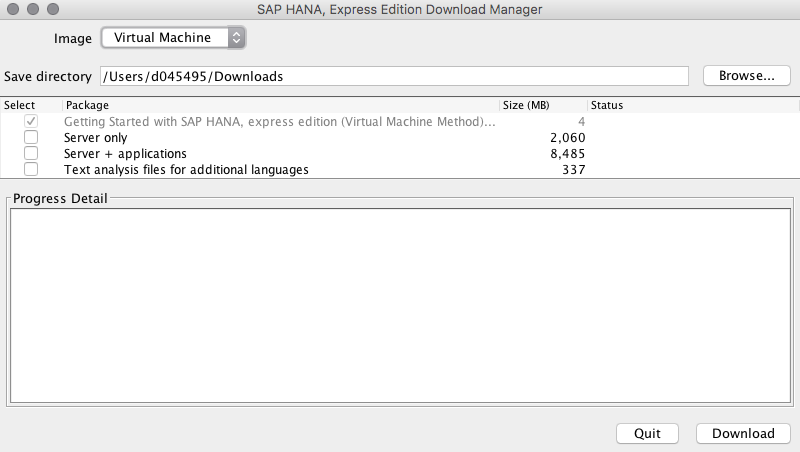 SAP HANA, Express Edition Download Manager
Image Virtual Machine
Save directory /Users/d045495/Downloads Browse...
Select Package Size (MB) Status
Getting Started with SAP HANA, express edition (Virtual Machine Method)... 4
Server only 2,060
Server + applications 8,485
Text analysis files for additional languages 337
Progress Detail
Quit Download